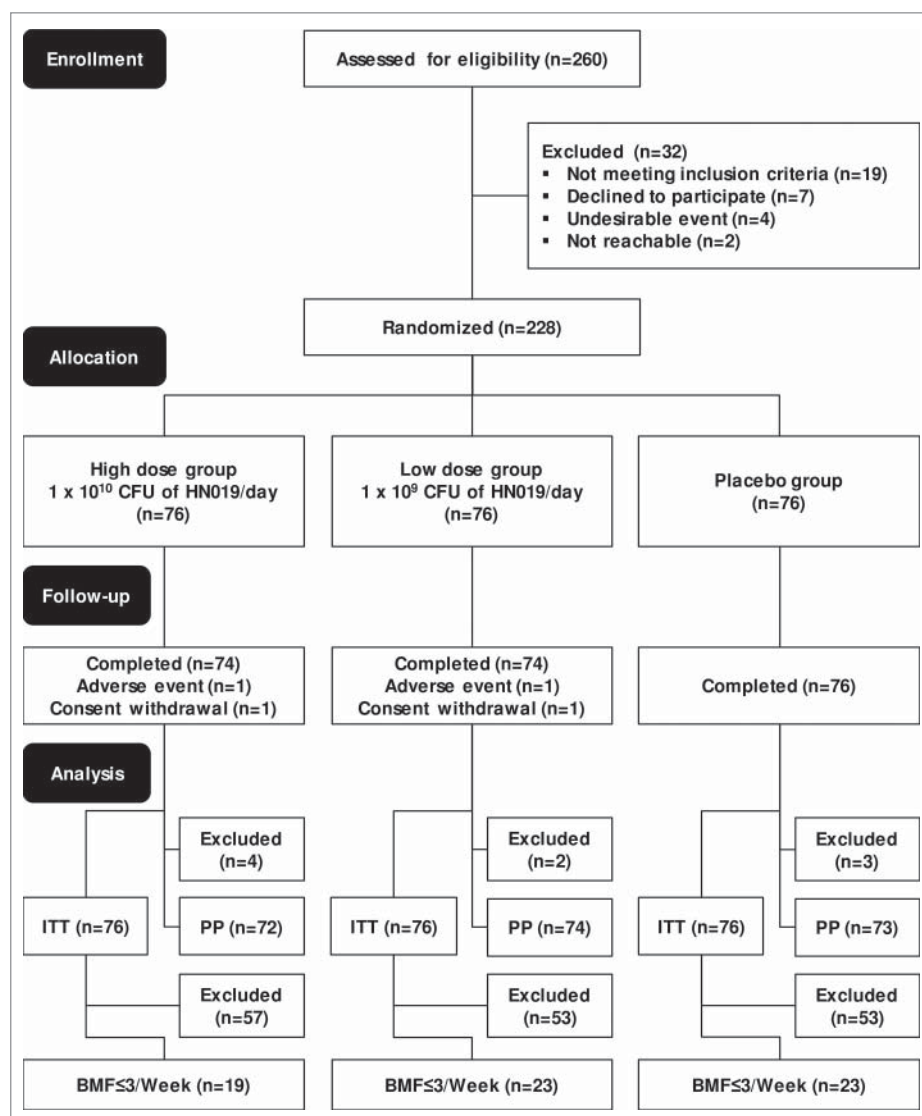 Enrollment
Assessed for eligibility (n=260)
Excluded (n=32)
▪ Not meeting inclusion criteria (n=19)
▪ Declined to participate (n=7)
▪ Undesirable event (n=4)
▪ Not reachable (n=2)
Randomized (n=228)
Allocation
High dose group
1 x 10¹⁰ CFU of HN019/day
(n=76)
Low dose group
1 x 10⁹ CFU of HN019/day
(n=76)
Placebo group
(n=76)
Follow-up
Completed (n=74)
Adverse event (n=1)
Consent withdrawal (n=1)
Completed (n=74)
Adverse event (n=1)
Consent withdrawal (n=1)
Completed (n=76)
Analysis
Excluded
(n=4)
Excluded
(n=2)
Excluded
(n=3)
ITT (n=76)
PP (n=72)
ITT (n=76)
PP (n=74)
ITT (n=76)
PP (n=73)
Excluded
(n=57)
Excluded
(n=53)
Excluded
(n=53)
BMF≤3/Week (n=19)
BMF≤3/Week (n=23)
BMF≤3/Week (n=23)